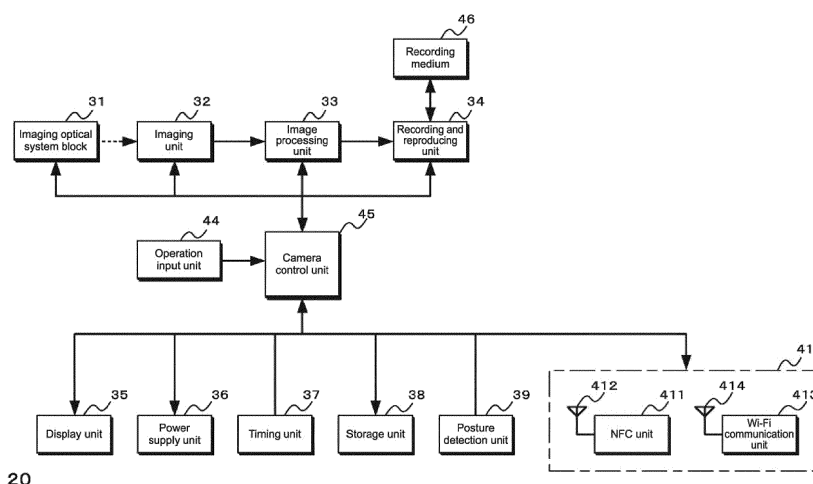 46
Recording
medium
31
Imaging optical
system block
32
Imaging
unit
33
Image
processing
unit
34
Recording and
reproducing
unit
44
Operation
input unit
45
Camera
control unit
35
Display unit
36
Power
supply unit
37
Timing unit
38
Storage unit
39
Posture
detection unit
41
412
411
NFC unit
414
413
Wi-Fi
communication
unit
20